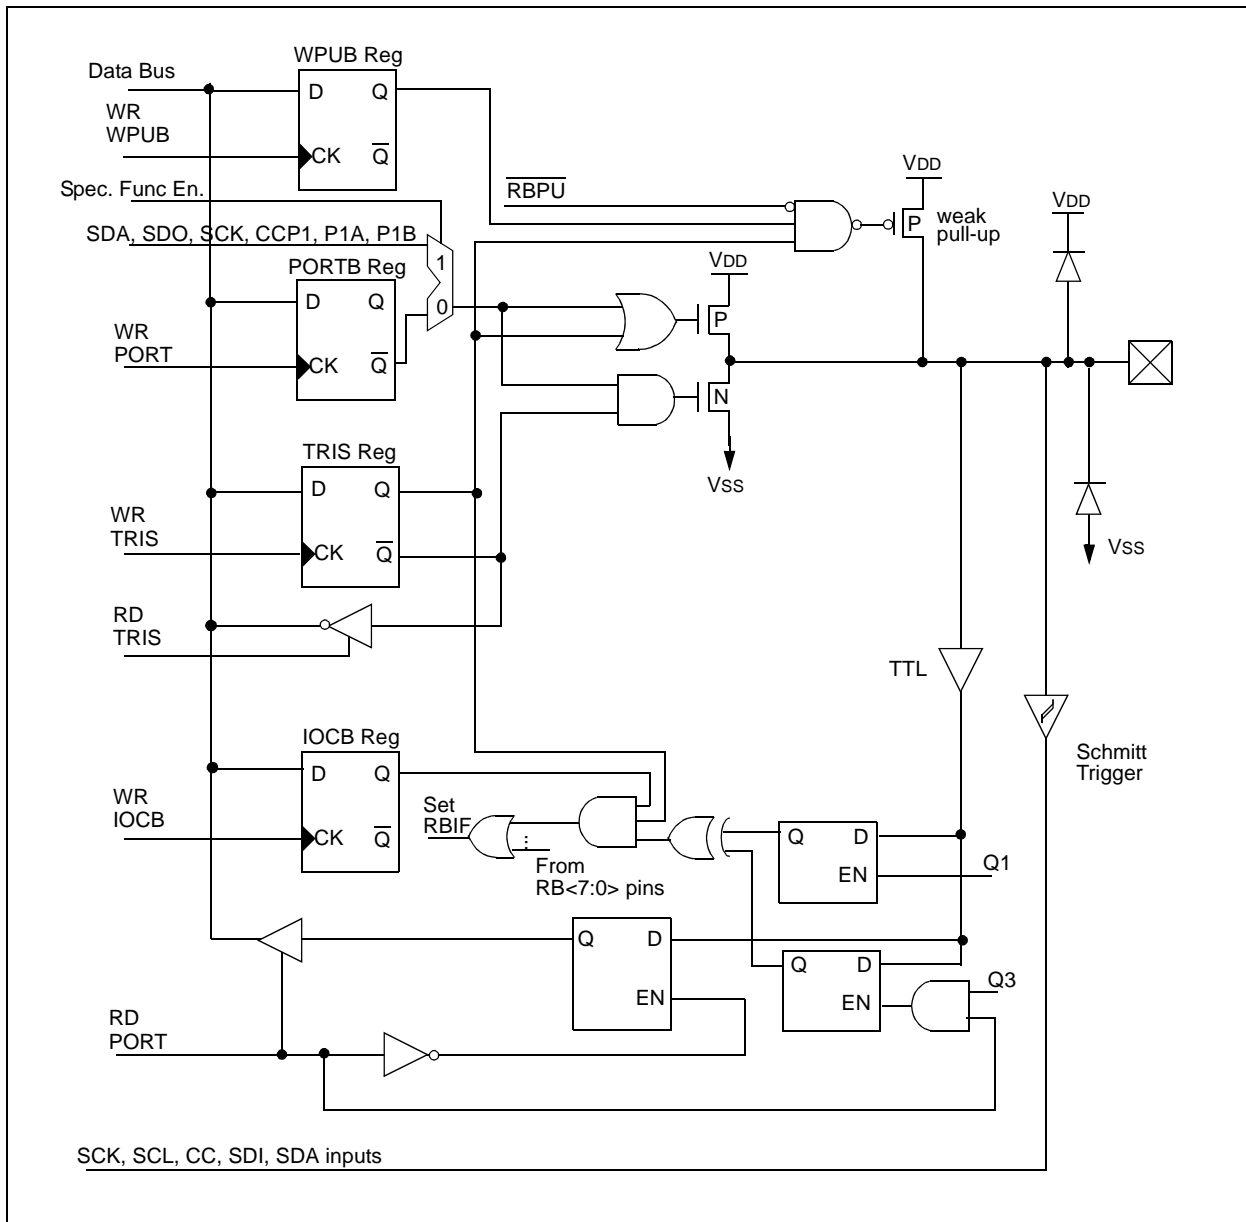 WPUB Reg
Data Bus
D
Q
WR
WPUB
CK
Q
Spec. Func En.
RBPU
VDD
P
weak
pull-up
VDD
SDA, SDO, SCK, CCP1, P1A, P1B
1
0
PORTB Reg
D
Q
WR
PORT
CK
Q
VDD
P
N
VSS
TRIS Reg
D
Q
WR
TRIS
CK
Q
VSS
RD
TRIS
TTL
IOCB Reg
D
Q
WR
IOCB
CK
Q
Schmitt
Trigger
Set
RBIF
From
RB<7:0> pins
Q
D
EN
Q1
Q
D
EN
Q
D
EN
Q3
RD
PORT
SCK, SCL, CC, SDI, SDA inputs